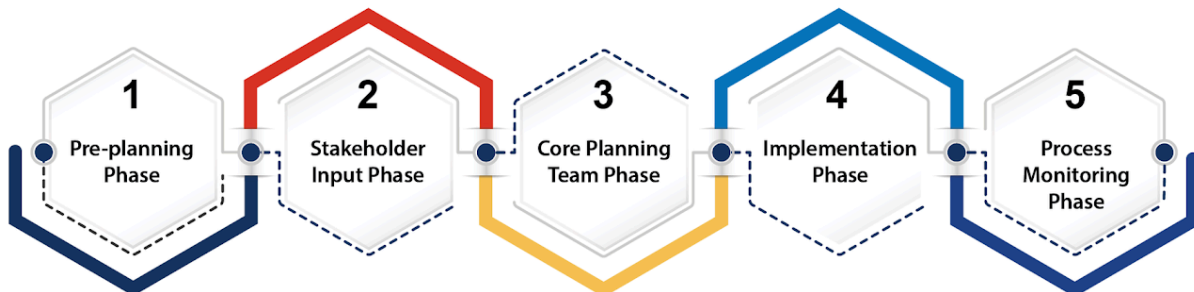 1
Pre-planning
Phase
2
Stakeholder
Input Phase
3
Core Planning
Team Phase
4
Implementation
Phase
5
Process
Monitoring
Phase